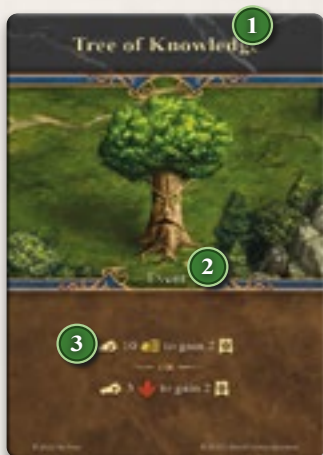 1
Tree of Knowledge
2
Event
3
10 to gain 2
OR
5 to gain 2